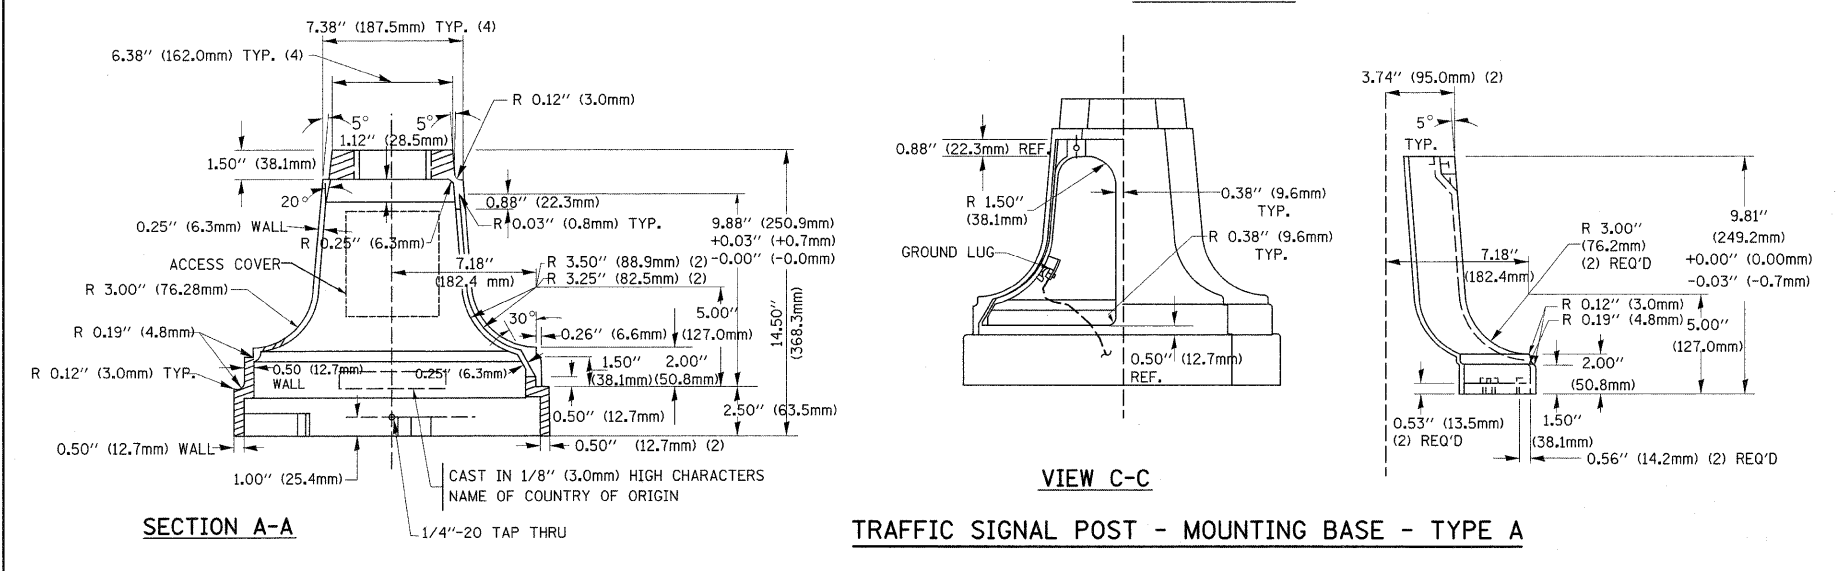 7.38" (187.5mm) TYP. (4)
6.38" (162.0mm) TYP. (4)
R 0.12" (3.0mm)
5°
5°
1.12" (28.5mm)
1.50" (38.1mm)
20°
0.88" (22.3mm)
R 0.03" (0.8mm) TYP.
0.25" (6.3mm) WALL
R 0.25" (6.3mm)
9.88" (250.9mm)
+0.03" (+0.7mm)
-0.00" (-0.0mm)
ACCESS COVER
7.18"
(182.4 mm)
R 3.50" (88.9mm) (2)
R 3.25" (82.5mm) (2)
R 3.00" (76.28mm)
5.00"
(127.0mm)
14.50"
(368.3mm)
30°
0.26" (6.6mm)
R 0.19" (4.8mm)
R 0.12" (3.0mm) TYP.
0.50 (12.7mm)
WALL
0.25" (6.3mm)
1.50"
(38.1mm)
2.00"
(50.8mm)
0.50" (12.7mm)
2.50" (63.5mm)
0.50" (12.7mm) WALL
0.50" (12.7mm) (2)
1.00" (25.4mm)
CAST IN 1/8" (3.0mm) HIGH CHARACTERS
NAME OF COUNTRY OF ORIGIN
1/4"-20 TAP THRU
SECTION A-A
0.88" (22.3mm) REF.
R 1.50"
(38.1mm)
0.38" (9.6mm)
TYP.
GROUND LUG
R 0.38" (9.6mm)
TYP.
0.50" (12.7mm)
REF.
VIEW C-C
3.74" (95.0mm) (2)
5°
TYP.
R 3.00"
(76.2mm)
(2) REQ'D
7.18"
(182.4mm)
9.81"
(249.2mm)
+0.00" (0.00mm)
-0.03" (-0.7mm)
R 0.12" (3.0mm)
R 0.19" (4.8mm)
5.00"
(127.0mm)
2.00"
(50.8mm)
0.53" (13.5mm)
(2) REQ'D
1.50"
(38.1mm)
0.56" (14.2mm) (2) REQ'D
TRAFFIC SIGNAL POST - MOUNTING BASE - TYPE A